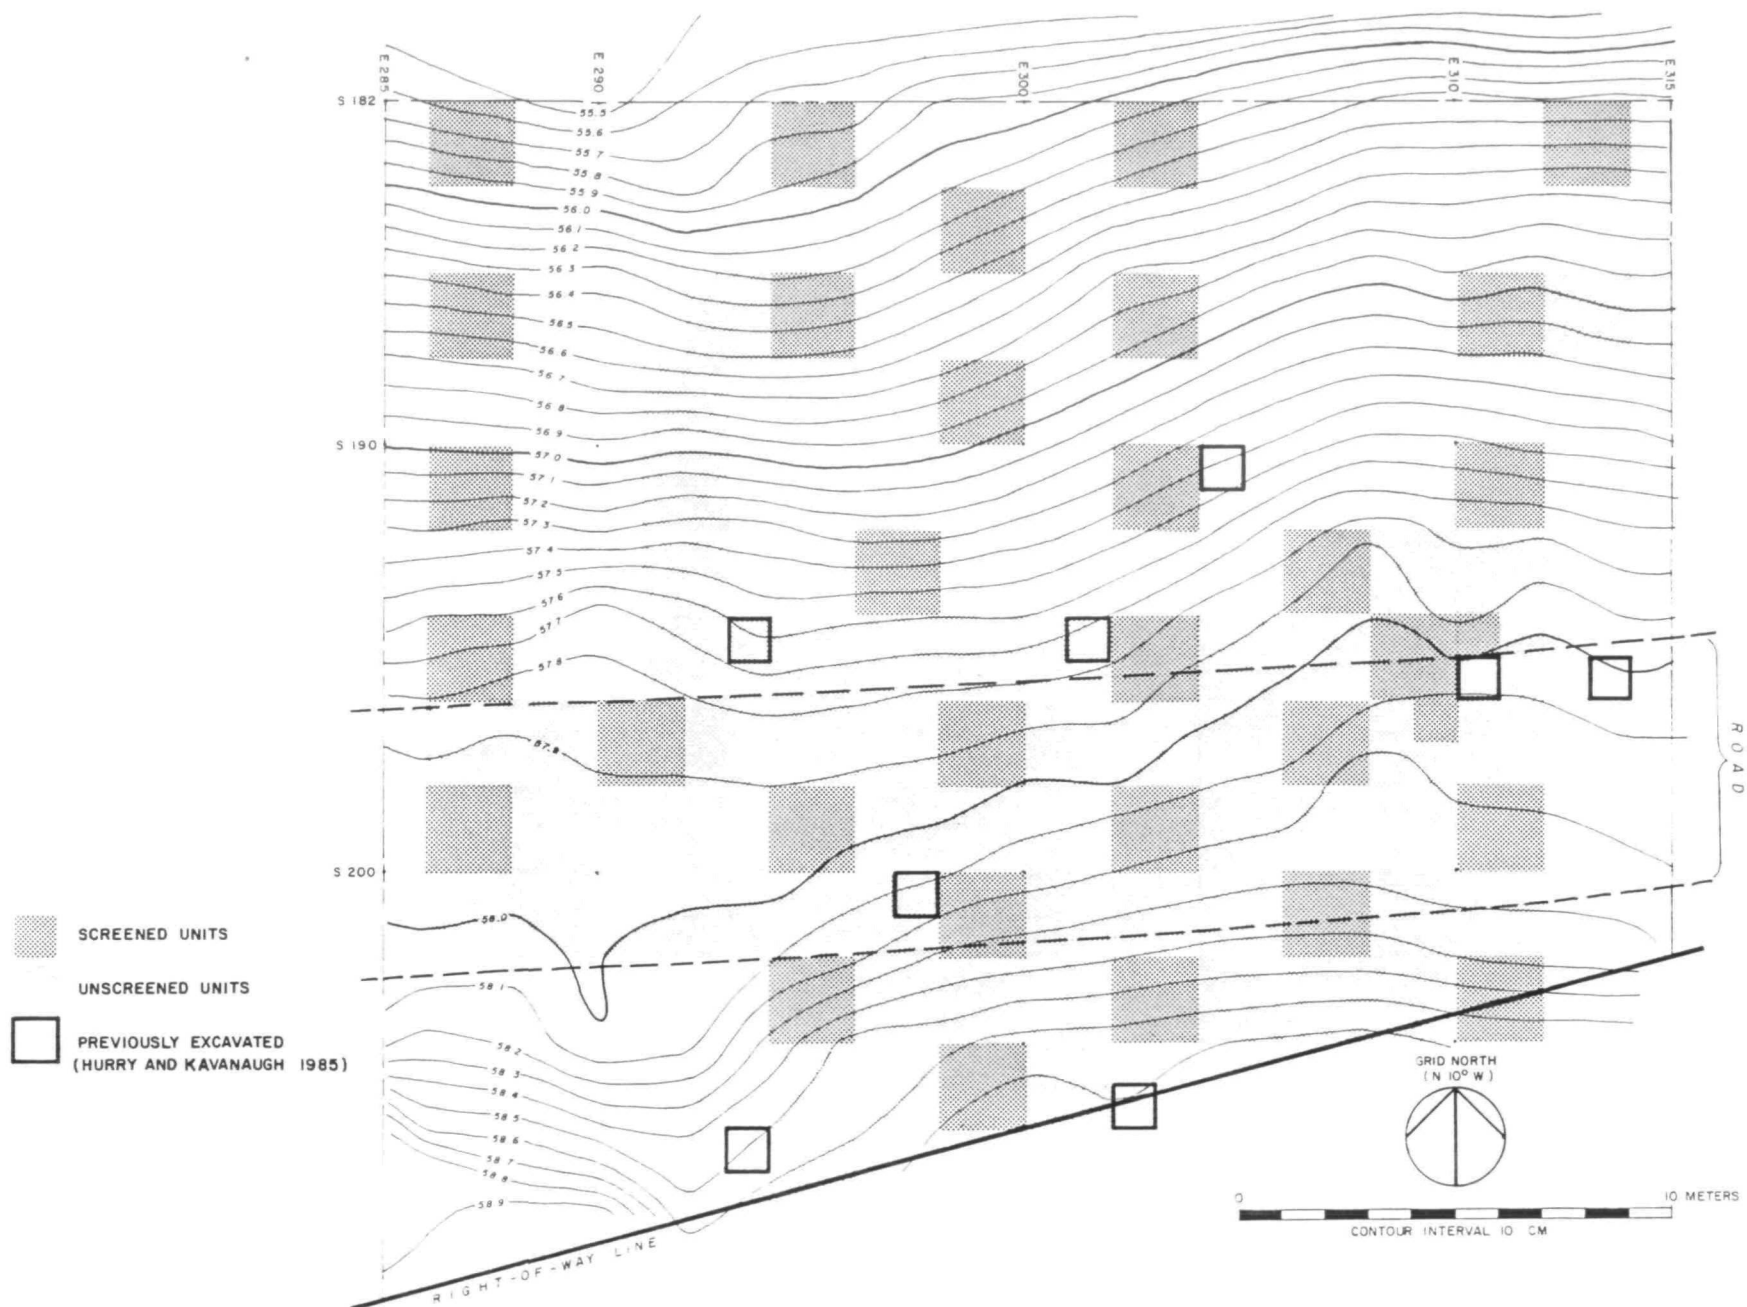 E 285
E 290
E 300
E 310
E 315
S 182
55.5
55.6
55.7
55.8
55.9
56.0
56.1
56.2
56.3
56.4
56.5
56.6
56.7
56.8
56.9
S 190
57.0
57.1
57.2
57.3
57.4
57.5
57.6
57.7
57.8
57.9
ROAD
S 200
58.0
SCREENED UNITS
UNSCREENED UNITS
PREVIOUSLY EXCAVATED
(HURRY AND KAVANAUGH 1985)
58.1
58.2
58.3
58.4
58.5
58.6
58.7
58.8
58.9
RIGHT-OF-WAY LINE
GRID NORTH
(N 10° W)
0 10 METERS
CONTOUR INTERVAL 10 CM